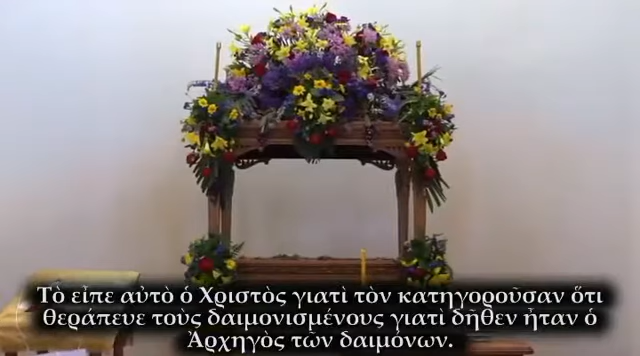 Τὸ εἶπε αὐτὸ ὁ Χριστὸς γιατὶ τὸν κατηγοροῦσαν ὅτι
θεράπευε τοὺς δαιμονισμένους γιατὶ δῆθεν ἦταν ὁ
Ἀρχηγὸς τῶν δαιμόνων.